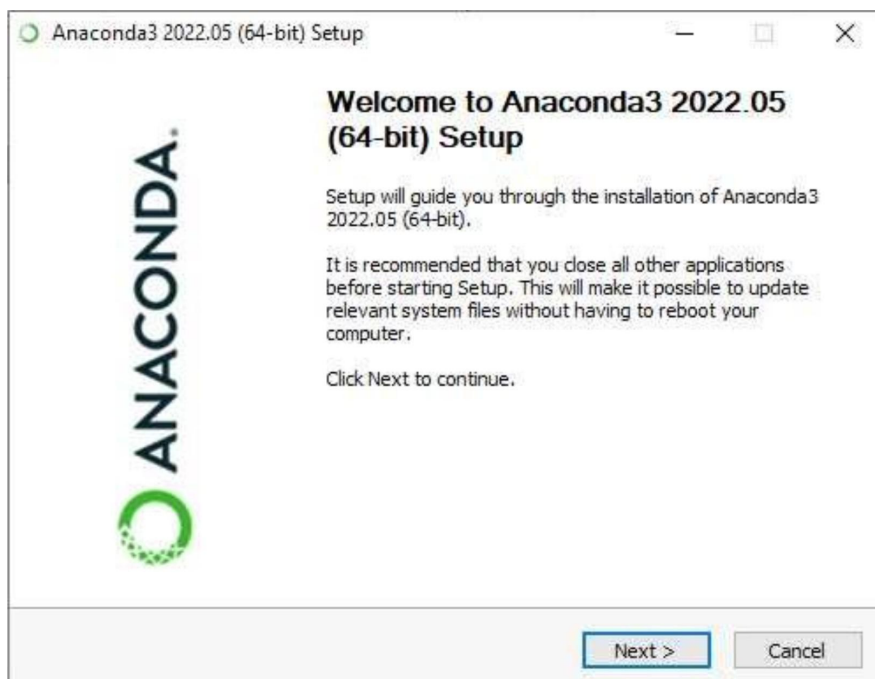 Anaconda3 2022.05 (64-bit) Setup
Welcome to Anaconda3 2022.05
(64-bit) Setup
Setup will guide you through the installation of Anaconda3
2022.05 (64-bit).
It is recommended that you close all other applications
before starting Setup. This will make it possible to update
relevant system files without having to reboot your
computer.
Click Next to continue.
ANACONDA.
Next >
Cancel